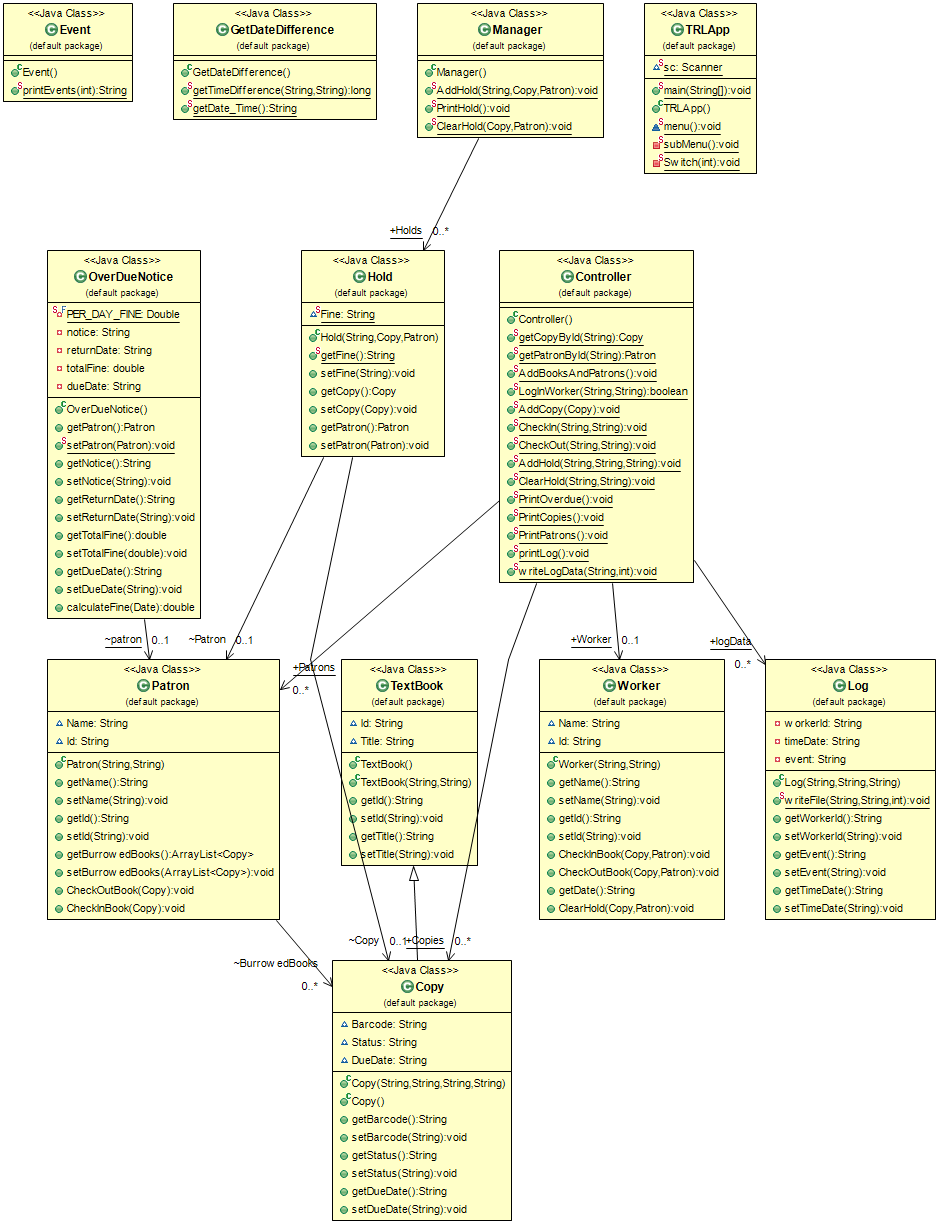 <<Java Class>>
Event
(default package)
Event()
printEvents(int):String
<<Java Class>>
GetDateDifference
(default package)
GetDateDifference()
getTimeDifference(String,String):long
getDate_Time():String
<<Java Class>>
Manager
(default package)
Manager()
AddHold(String,Copy,Patron):void
PrintHold():void
ClearHold(Copy,Patron):void
<<Java Class>>
TRLApp
(default package)
sc: Scanner
main(String[]):void
TRLApp()
menu():void
subMenu():void
Switch(int):void
+Holds 0..*
<<Java Class>>
OverDueNotice
(default package)
PER_DAY_FINE: Double
notice: String
returnDate: String
totalFine: double
dueDate: String
OverDueNotice()
getPatron():Patron
setPatron(Patron):void
getNotice():String
setNotice(String):void
getReturnDate():String
setReturnDate(String):void
getTotalFine():double
setTotalFine(double):void
getDueDate():String
setDueDate(String):void
calculateFine(Date):double
<<Java Class>>
Hold
(default package)
Fine: String
Hold(String,Copy,Patron)
getFine():String
setFine(String):void
getCopy():Copy
setCopy(Copy):void
getPatron():Patron
setPatron(Patron):void
<<Java Class>>
Controller
(default package)
Controller()
getCopyById(String):Copy
getPatronById(String):Patron
AddBooksAndPatrons():void
LogInWorker(String,String):boolean
AddCopy(Copy):void
CheckIn(String,String):void
CheckOut(String,String):void
AddHold(String,String,String):void
ClearHold(String,String):void
PrintOverdue():void
PrintCopies():void
PrintPatrons():void
printLog():void
writeLogData(String,int):void
~patron 0..1
~Patron 0..1
+Patrons
0..*
+Worker 0..1
+logData
0..*
<<Java Class>>
Patron
(default package)
Name: String
Id: String
Patron(String,String)
getName():String
setName(String):void
getId():String
setId(String):void
getBurrowedBooks():ArrayList<Copy>
setBurrowedBooks(ArrayList<Copy>):void
CheckOutBook(Copy):void
CheckInBook(Copy):void
<<Java Class>>
TextBook
(default package)
Id: String
Title: String
TextBook()
TextBook(String,String)
getId():String
setId(String):void
getTitle():String
setTitle(String):void
<<Java Class>>
Worker
(default package)
Name: String
Id: String
Worker(String,String)
getName():String
setName(String):void
getId():String
setId(String):void
CheckInBook(Copy,Patron):void
CheckOutBook(Copy,Patron):void
getDate():String
ClearHold(Copy,Patron):void
<<Java Class>>
Log
(default package)
workerId: String
timeDate: String
event: String
Log(String,String,String)
writeFile(String,String,int):void
getWorkerId():String
setWorkerId(String):void
getEvent():String
setEvent(String):void
getTimeDate():String
setTimeDate(String):void
~Copy 0..1
+Copies 0..*
~BurrowedBooks
0..*
<<Java Class>>
Copy
(default package)
Barcode: String
Status: String
DueDate: String
Copy(String,String,String,String)
Copy()
getBarcode():String
setBarcode(String):void
getStatus():String
setStatus(String):void
getDueDate():String
setDueDate(String):void